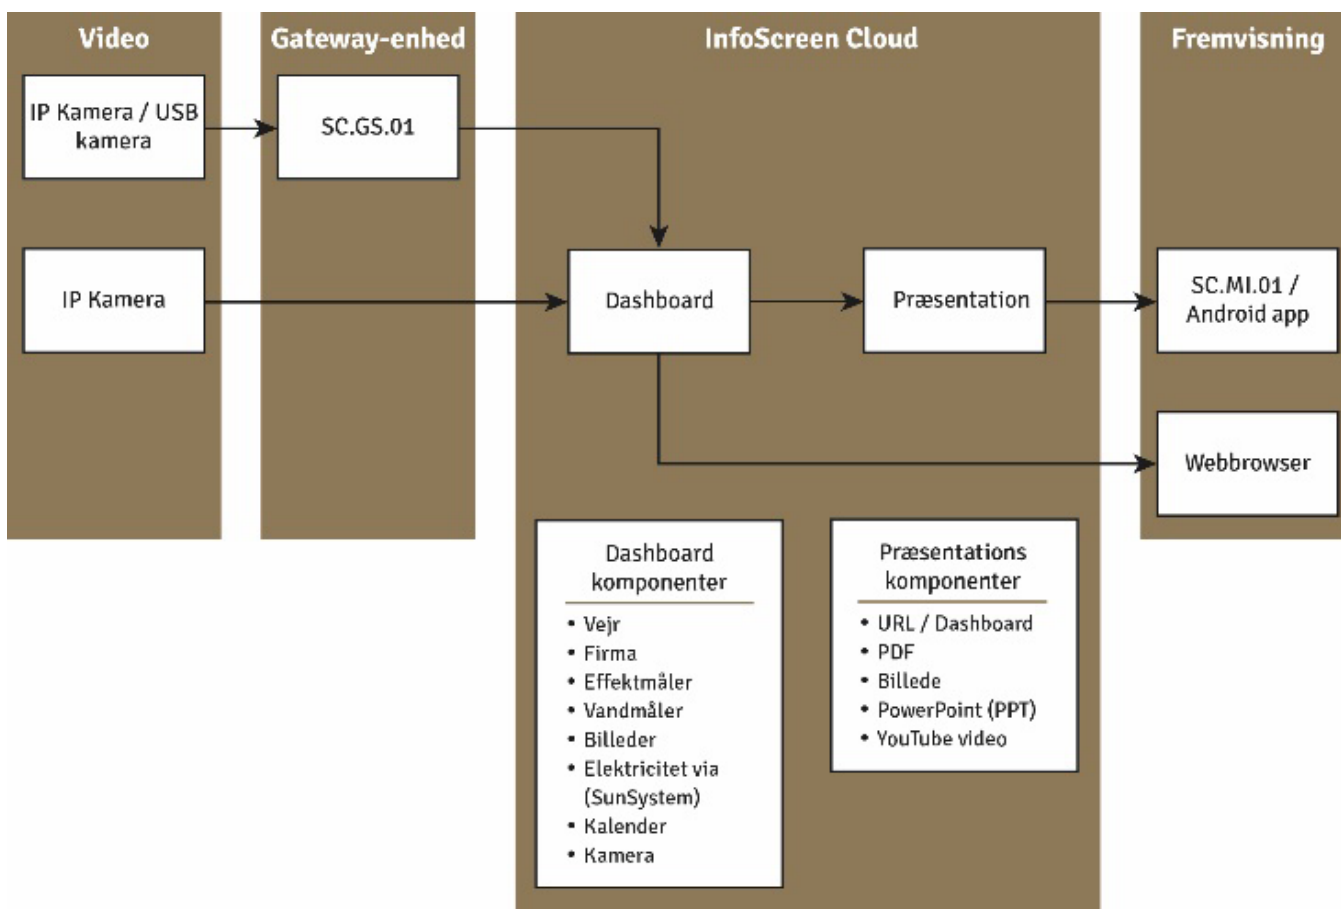 Video
Gateway-enhed
InfoScreen Cloud
Fremvisning
IP Kamera / USB
kamera
SC.GS.01
IP Kamera
Dashboard
Præsentation
SC.MI.01 /
Android app
Webbrowser
Dashboard
komponenter
• Vejr
• Firma
• Effektmåler
• Vandmåler
• Billeder
• Elektricitet via
(SunSystem)
• Kalender
• Kamera
Præsentations
komponenter
• URL / Dashboard
• PDF
• Billede
• PowerPoint (PPT)
• YouTube video